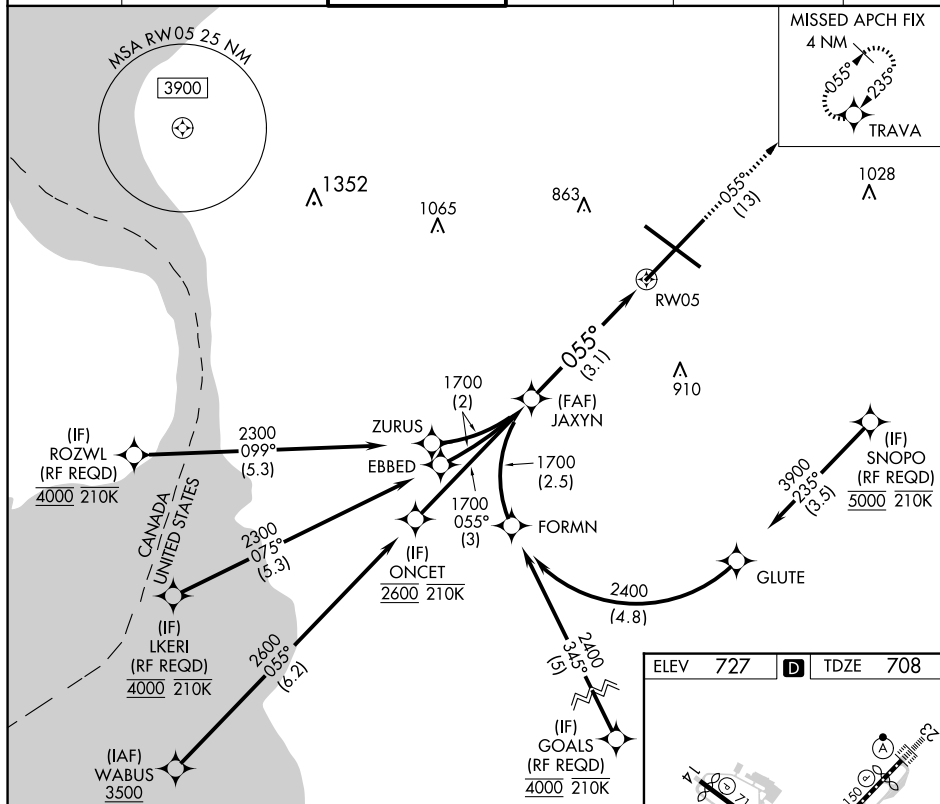 MSA RW05 25 NM
3900
MISSED APCH FIX
4 NM
055°
235°
TRAVA
1352
1065
863
1028
055°
(13)
RW05
910
055°
(3.1)
(FAF)
JAXYN
1700
(2)
ZURUS
EBBED
(IF)
ROZWL
(RF REQD)
4000 210K
2300
099°
(5.3)
CANADA
UNITED STATES
2300
075°
(5.3)
(IF)
LKERI
(RF REQD)
4000 210K
1700
055°
(3)
(IF)
ONCET
2600 210K
1700
(2.5)
FORMN
(IF)
SNOPO
(RF REQD)
5000 210K
3900
235°
(3.5)
GLUTE
2400
(4.8)
2600
055°
(6.2)
(IAF)
WABUS
3500
2400
345°
(5)
(IF)
GOALS
(RF REQD)
4000 210K
ELEV 727 D TDZE 708
14
P
A
23
P